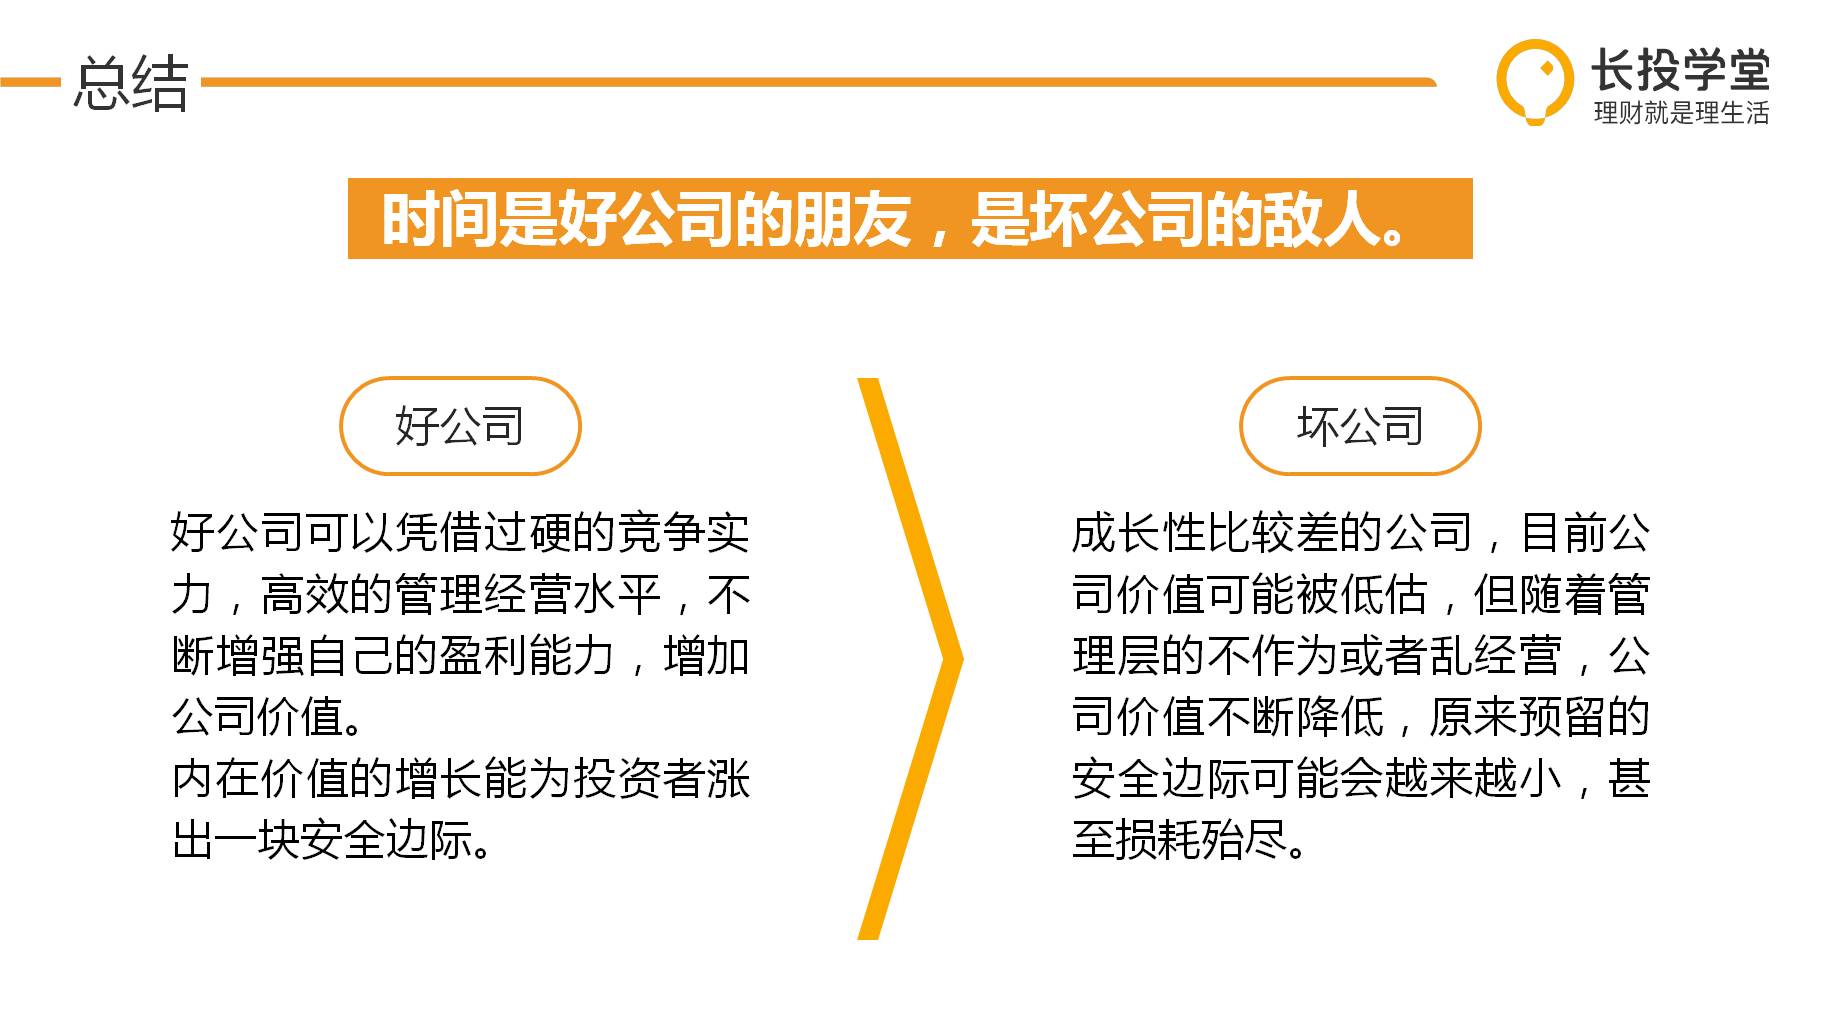 总结
长投学堂
理财就是理生活
时间是好公司的朋友，是坏公司的敌人。
好公司
好公司可以凭借过硬的竞争实
力，高效的管理经营水平，不
断增强自己的盈利能力，增加
公司价值。
内在价值的增长能为投资者涨
出一块安全边际。
坏公司
成长性比较差的公司，目前公
司价值可能被低估，但随着管
理层的不作为或者乱经营，公
司价值不断降低，原来预留的
安全边际可能会越来越小，甚
至损耗殆尽。